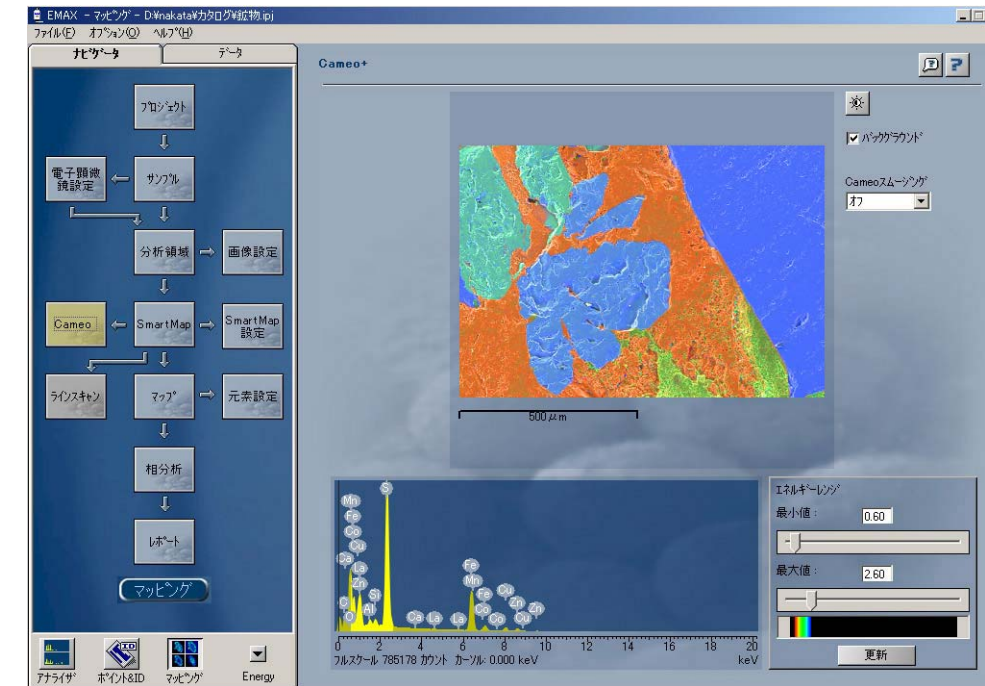 EMAX - マッピング - D:¥nakata¥カタログ¥鉱物.ipj
ファイル(F) オプション(O) ヘルプ(H)
ナビゲータ データ
プロジェクト
電子顕微鏡設定
サンプル
分析領域
画像設定
Cameo
SmartMap
SmartMap設定
ラインスキャン
マップ
元素設定
相分析
レポート
マッピング
アナライザ ポイント&ID マッピング Energy
Cameo+
バックグラウンド
Cameoスムージング
オフ
500μm
S
Mn
Fe
Co
Cu
Ca
La
Zn
Si
Al
C
O
Ca La La Co Co Cu
Fe
Mn
Fe
Cu
Zn
Zn
0 2 4 6 8 10 12 14 16 18 20
フルスケール 785178 カウント カーソル: 0.000 keV keV
エネルギーレンジ
最小値: 0.60
最大値: 2.60
更新